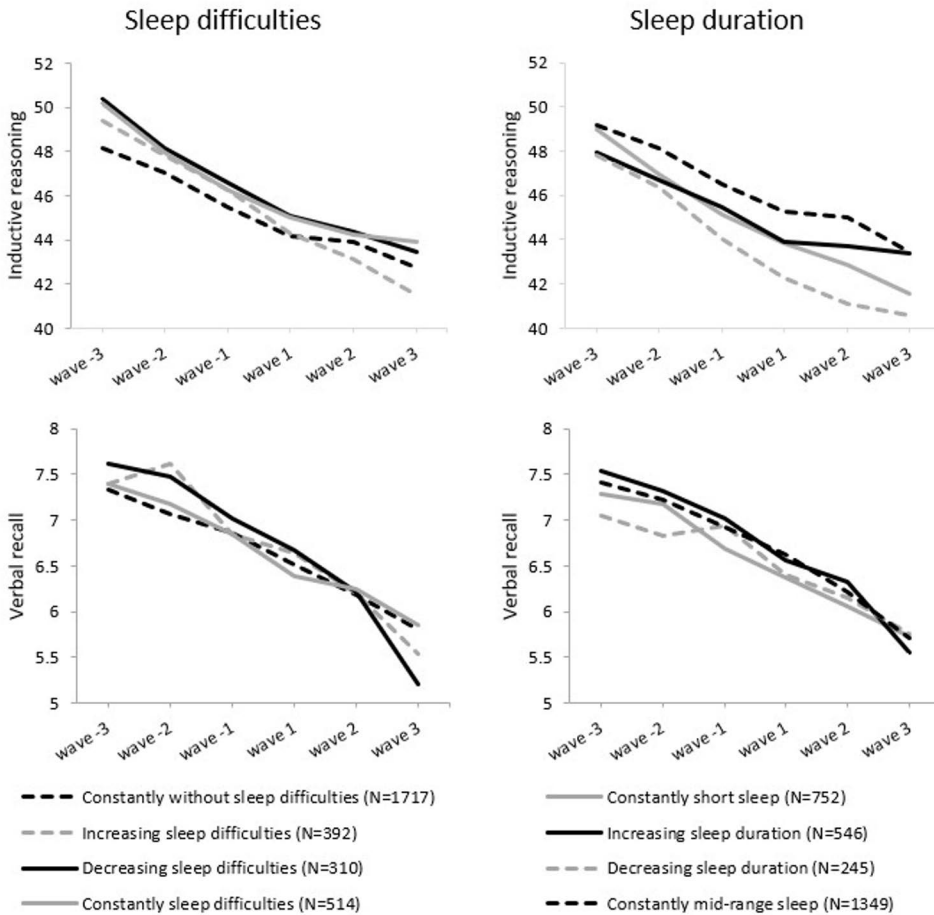 Sleep difficulties
Sleep duration
Inductive reasoning
52
50
48
46
44
42
40
wave -3
wave -2
wave -1
wave 1
wave 2
wave 3
Inductive reasoning
52
50
48
46
44
42
40
wave -3
wave -2
wave -1
wave 1
wave 2
wave 3
Verbal recall
8
7.5
7
6.5
6
5.5
5
wave -3
wave -2
wave -1
wave 1
wave 2
wave 3
Verbal recall
8
7.5
7
6.5
6
5.5
5
wave -3
wave -2
wave -1
wave 1
wave 2
wave 3
Constantly without sleep difficulties (N=1717)
Increasing sleep difficulties (N=392)
Decreasing sleep difficulties (N=310)
Constantly sleep difficulties (N=514)
Constantly short sleep (N=752)
Increasing sleep duration (N=546)
Decreasing sleep duration (N=245)
Constantly mid-range sleep (N=1349)